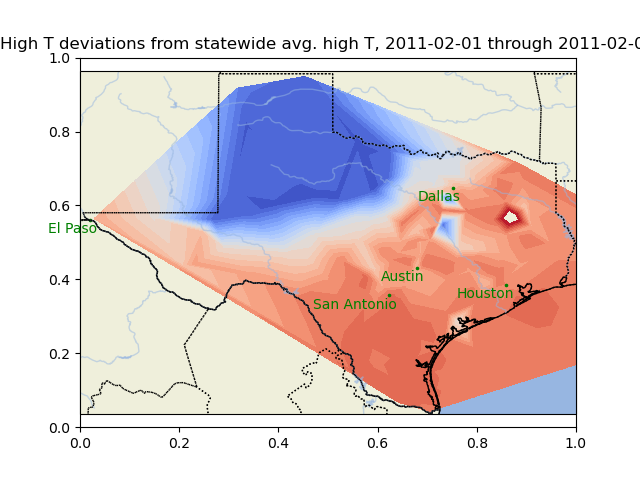 High T deviations from statewide avg. high T, 2011-02-01 through 2011-02-0
1.0
0.8
0.6
0.4
0.2
0.0
Dallas
El Paso
Austin
San Antonio
Houston
0.0 0.2 0.4 0.6 0.8 1.0